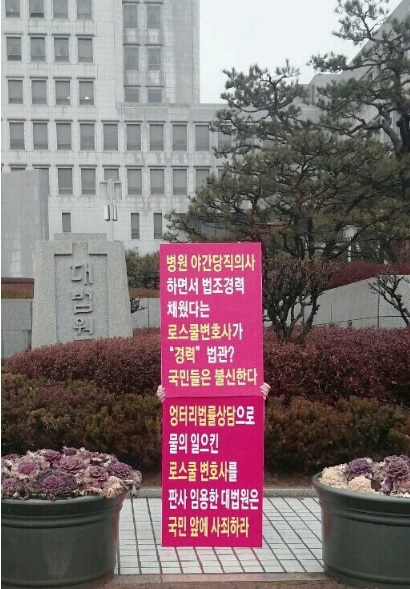 대법원
병원 야간당직의사
하면서 법조경력
채웠다는
로스쿨변호사가
"경력" 법관?
국민들은 불신한다
엉터리법률상담으로
물의 일으킨
로스쿨 변호사를
판사 임용한 대법원은
국민 앞에 사죄하라